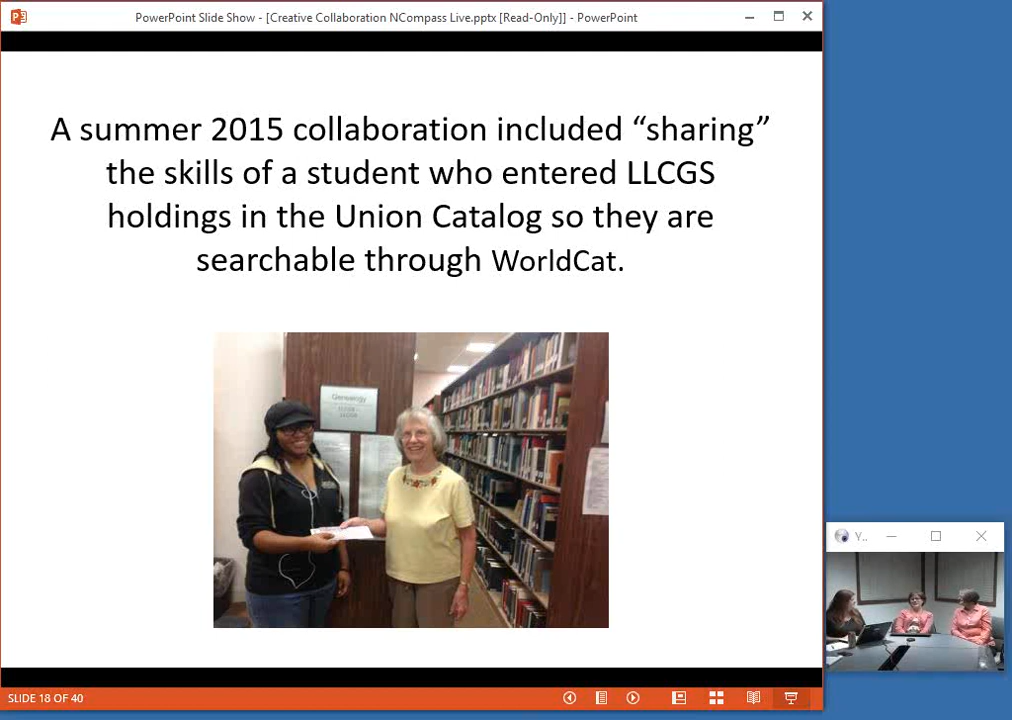 PowerPoint Slide Show - [Creative Collaboration NCompass Live.pptx [Read-Only]] - PowerPoint
A summer 2015 collaboration included “sharing”
the skills of a student who entered LLCGS
holdings in the Union Catalog so they are
searchable through WorldCat.
Genealogy
Y..
SLIDE 18 OF 40